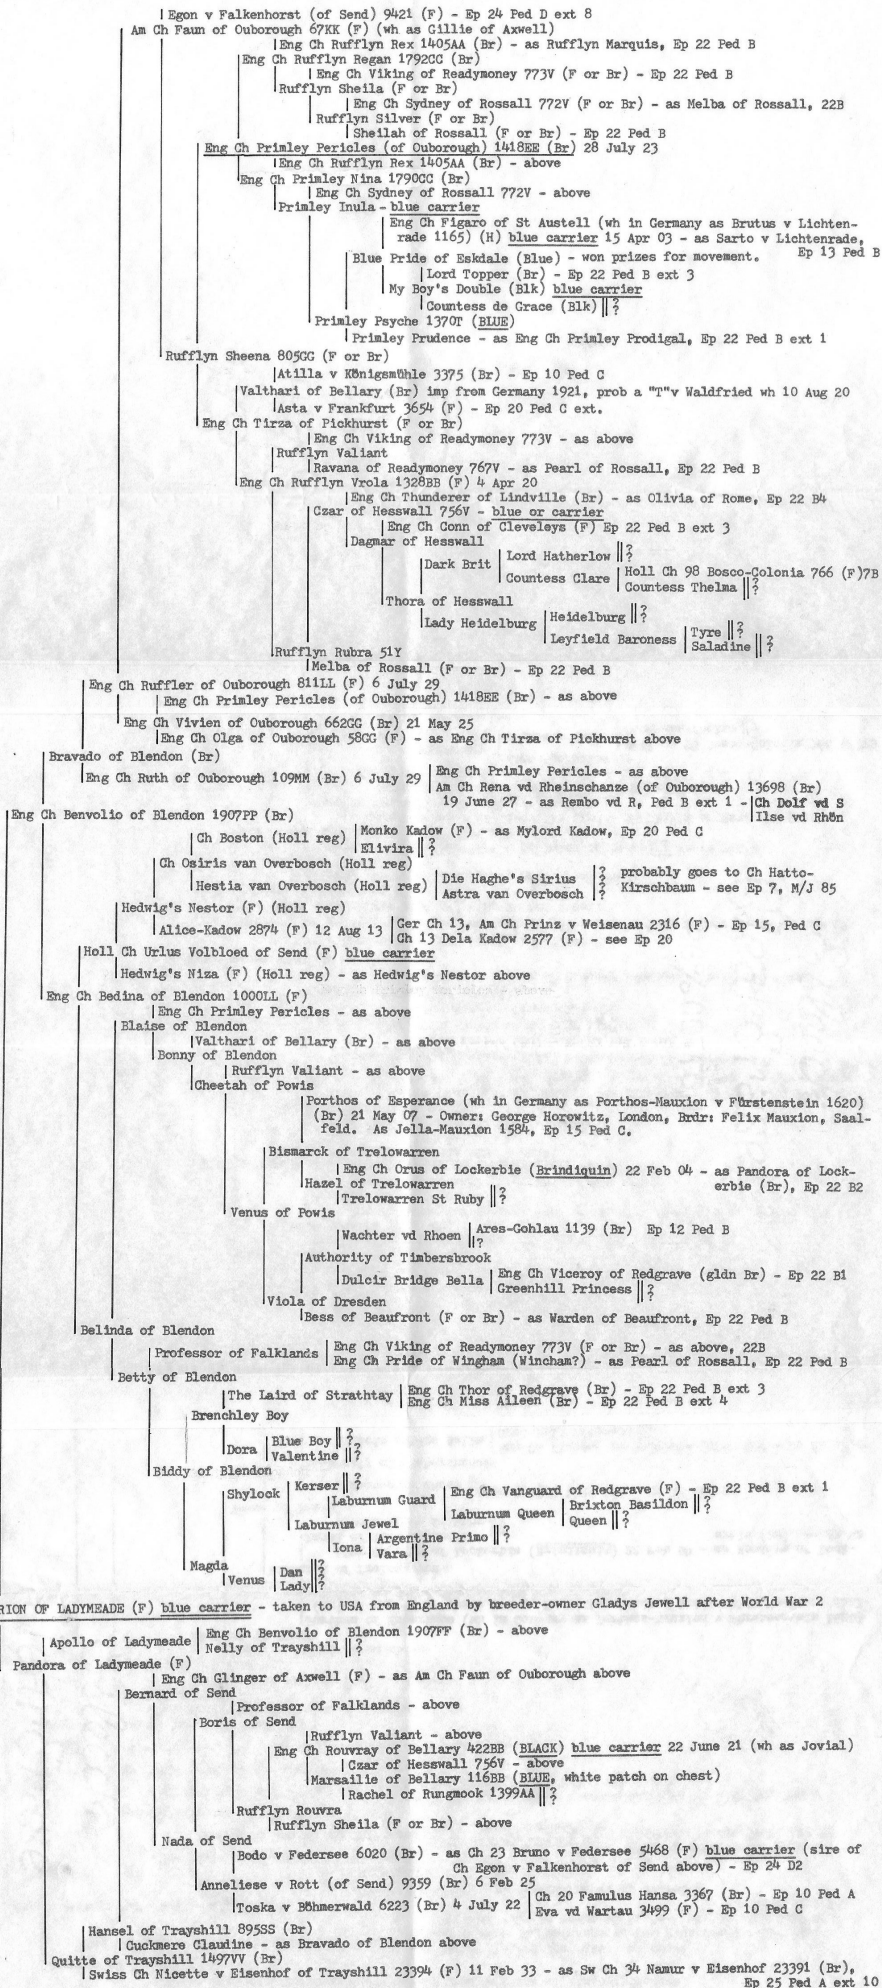 Egon v Falkenhorst (of Send) 9421 (F) - Ep 24 Ped D ext 8
Am Ch Faun of Ouborough 67KK (F) (wh as Gillie of Axwell)
Eng Ch Rufflyn Rex 1405AA (Br) - as Rufflyn Marquis, Ep 22 Ped B
Eng Ch Rufflyn Regan 1792CC (Br)
Eng Ch Viking of Readymoney 773V (F or Br) - Ep 22 Ped B
Rufflyn Sheila (F or Br)
Eng Ch Sydney of Rossall 772V (F or Br) - as Melba of Rossall, 22B
Rufflyn Silver (F or Br)
Sheilah of Rossall (F or Br) - Ep 22 Ped B
Eng Ch Primley Pericles (of Ouborough) 1418EE (Br) 28 July 23
Eng Ch Rufflyn Rex 1405AA (Br) - above
Eng Ch Primley Nina 1790CC (Br)
Eng Ch Sydney of Rossall 772V - above
Primley Inula - blue carrier
Eng Ch Figaro of St Austell (wh in Germany as Brutus v Lichten-
rade 1165) (H) blue carrier 15 Apr 03 - as Sarto v Lichtenrade,
Blue Pride of Eskdale (Blue) - won prizes for movement. Ep 13 Ped B
Lord Topper (Br) - Ep 22 Ped B ext 3
My Boy's Double (Blk) blue carrier
Countess de Grace (Blk) || ?
Primley Psyche 1370T (BLUE)
Primley Prudence - as Eng Ch Primley Prodigal, Ep 22 Ped B ext 1
Rufflyn Sheena 805GG (F or Br)
Atilla v Königsmühle 3375 (Br) - Ep 10 Ped C
Valthari of Bellary (Br) imp from Germany 1921, prob a "T"v Waldfried wh 10 Aug 20
Asta v Frankfurt 3654 (F) - Ep 20 Ped C ext.
Eng Ch Tirza of Pickhurst (F or Br)
Eng Ch Viking of Readymoney 773V - as above
Rufflyn Valiant
Ravana of Readymoney 767V - as Pearl of Rossall, Ep 22 Ped B
Eng Ch Rufflyn Vrola 1328BB (F) 4 Apr 20
Eng Ch Thunderer of Lindville (Br) - as Olivia of Rome, Ep 22 B4
Czar of Hesswall 756V - blue or carrier
Eng Ch Conn of Cleveleys (F) Ep 22 Ped B ext 3
Dagmar of Hesswall
Lord Hatherlow || ?
Dark Brit
Countess Clare Holl Ch 98 Bosco-Colonia 766 (F)7B
Countess Thelma || ?
Thora of Hesswall
Heidelburg || ?
Lady Heidelburg
Leyfield Baroness Tyre || ?
Saladine || ?
Rufflyn Rubra 51Y
Melba of Rossall (F or Br) - Ep 22 Ped B
Eng Ch Ruffler of Ouborough 811LL (F) 6 July 29
Eng Ch Primley Pericles (of Ouborough) 1418EE (Br) - as above
Eng Ch Vivien of Ouborough 662GG (Br) 21 May 25
Eng Ch Olga of Ouborough 58GG (F) - as Eng Ch Tirza of Pickhurst above
Bravado of Blendon (Br)
Eng Ch Ruth of Ouborough 109MM (Br) 6 July 29 Eng Ch Primley Pericles - as above
Am Ch Rena vd Rheinschanze (of Ouborough) 13698 (Br)
19 June 27 - as Rembo vd R, Ped B ext 1 - Ch Dolf vd S
Ilse vd Rhön
Eng Ch Benvolio of Blendon 1907PP (Br)
Ch Boston (Holl reg) Monko Kadow (F) - as Mylord Kadow, Ep 20 Ped C
Elivira || ?
Ch Osiris van Overbosch (Holl reg)
Hestia van Overbosch (Holl reg) Die Haghe's Sirius || ? probably goes to Ch Hatto-
Astra van Overbosch || ? Kirschbaum - see Ep 7, M/J 85
Hedwig's Nestor (F) (Holl reg)
Alice-Kadow 2874 (F) 12 Aug 13 Ger Ch 13, Am Ch Prinz v Weisenau 2316 (F) - Ep 15, Ped C
Ch 13 Dela Kadow 2577 (F) - see Ep 20
Holl Ch Urlus Volbloed of Send (F) blue carrier
Hedwig's Niza (F) (Holl reg) - as Hedwig's Nestor above
Eng Ch Bedina of Blendon 1000LL (F)
Eng Ch Primley Pericles - as above
Blaise of Blendon
Valthari of Bellary (Br) - as above
Bonny of Blendon
Rufflyn Valiant - as above
Cheetah of Powis
Porthos of Esperance (wh in Germany as Porthos-Mauxion v Fürstenstein 1620)
(Br) 21 May 07 - Owner: George Horowitz, London, Brdr: Felix Mauxion, Saal-
feld. As Jella-Mauxion 1584, Ep 15 Ped C.
Bismarck of Trelowarren
Eng Ch Orus of Lockerbie (Brindiquin) 22 Feb 04 - as Pandora of Lock-
Hazel of Trelowarren erbie (Br), Ep 22 B2
Trelowarren St Ruby || ?
Venus of Powis
Wachter vd Rhoen Ares-Gohlau 1139 (Br) Ep 12 Ped B
|| ?
Authority of Timbersbrook
Dulcir Bridge Bella Eng Ch Viceroy of Redgrave (gldn Br) - Ep 22 B1
Greenhill Princess || ?
Viola of Dresden
Bess of Beaufront (F or Br) - as Warden of Beaufront, Ep 22 Ped B
Belinda of Blendon
Professor of Falklands Eng Ch Viking of Readymoney 773V (F or Br) - as above, 22B
Eng Ch Pride of Wingham (Wincham?) - as Pearl of Rossall, Ep 22 Ped B
Betty of Blendon
The Laird of Strathtay Eng Ch Thor of Redgrave (Br) - Ep 22 Ped B ext 3
Eng Ch Miss Aileen (Br) - Ep 22 Ped B ext 4
Brenchley Boy
Dora Blue Boy || ?
Valentine || ?
Biddy of Blendon
Kerser || ?
Shylock Laburnum Guard Eng Ch Vanguard of Redgrave (F) - Ep 22 Ped B ext 1
Laburnum Queen Brixton Basildon || ?
Queen || ?
Laburnum Jewel
Iona Argentine Primo || ?
Vara || ?
Magda
Venus Dan || ?
Lady || ?
RION OF LADYMEADE (F) blue carrier - taken to USA from England by breeder-owner Gladys Jewell after World War 2
Apollo of Ladymeade Eng Ch Benvolio of Blendon 1907FF (Br) - above
Nelly of Trayshill || ?
Pandora of Ladymeade (F)
Eng Ch Glinger of Axwell (F) - as Am Ch Faun of Ouborough above
Bernard of Send
Professor of Falklands - above
Boris of Send
Rufflyn Valiant - above
Eng Ch Rouvray of Bellary 422BB (BLACK) blue carrier 22 June 21 (wh as Jovial)
Czar of Hesswall 756V - above
Marsailie of Bellary 116BB (BLUE, white patch on chest)
Rachel of Rungmook 1399AA || ?
Rufflyn Rouvra
Rufflyn Sheila (F or Br) - above
Nada of Send
Bodo v Federsee 6020 (Br) - as Ch 23 Bruno v Federsee 5468 (F) blue carrier (sire of
Ch Egon v Falkenhorst of Send above) - Ep 24 D2
Anneliese v Rott (of Send) 9359 (Br) 6 Feb 25
Toska v Böhmerwald 6223 (Br) 4 July 22 Ch 20 Famulus Hansa 3367 (Br) - Ep 10 Ped A
Eva vd Wartau 3499 (F) - Ep 10 Ped C
Hansel of Trayshill 895SS (Br)
Cuckmere Claudine - as Bravado of Blendon above
Quitte of Trayshill 1497VV (Br)
Swiss Ch Nicette v Eisenhof of Trayshill 23394 (F) 11 Feb 33 - as Sw Ch 34 Namur v Eisenhof 23391 (Br),
Ep 25 Ped A ext 10